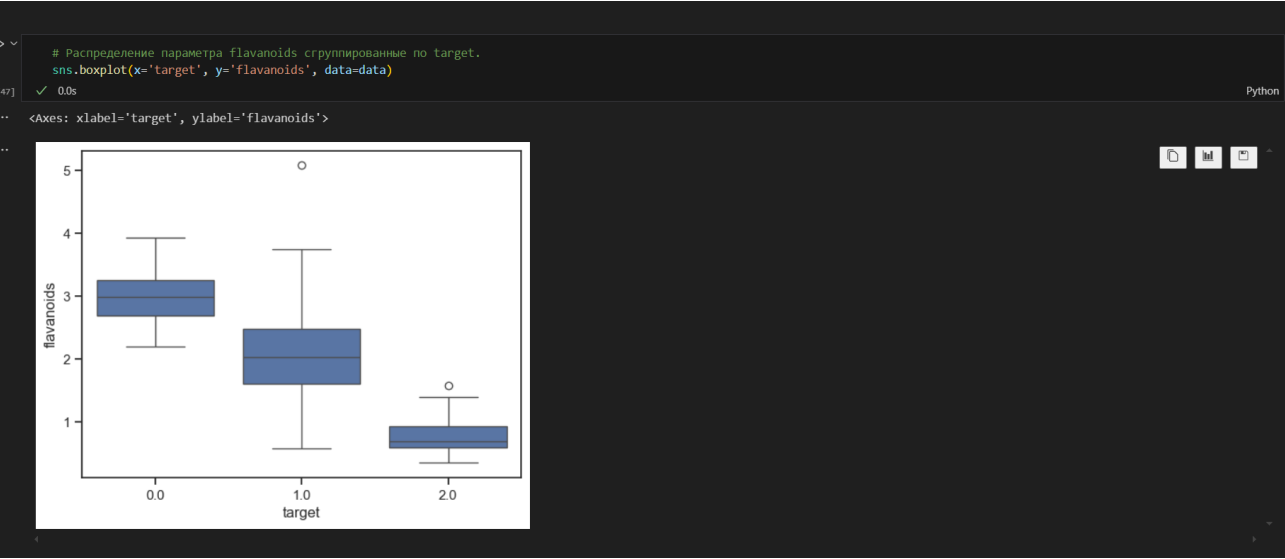 # Распределение параметра flavanoids сгруппированные по target.
sns.boxplot(x='target', y='flavanoids', data=data)
47]
0.0s
Python
<Axes: xlabel='target', ylabel='flavanoids'>
5
4
3
2
1
flavanoids
0.0 1.0 2.0
target